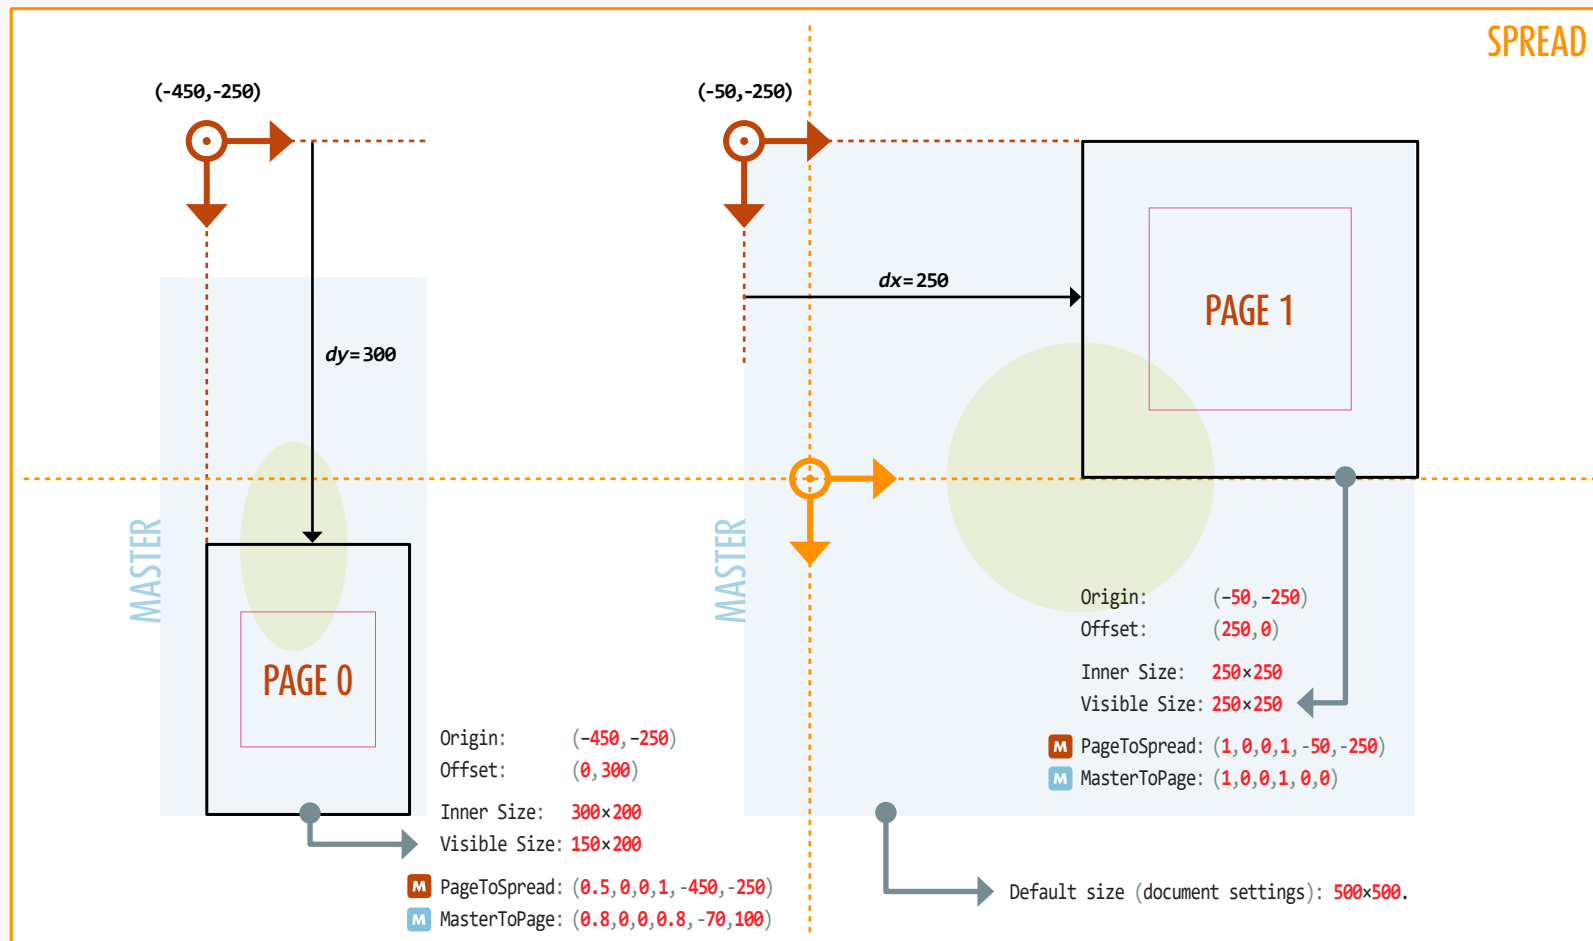 SPREAD
(-450,-250)
(-50,-250)
dx=250
PAGE 1
dy=300
MASTER
MASTER
PAGE 0
Origin: (-50,-250)
Offset: (250,0)
Inner Size: 250×250
Visible Size: 250×250
M PageToSpread: (1,0,0,1,-50,-250)
M MasterToPage: (1,0,0,1,0,0)
Origin: (-450,-250)
Offset: (0,300)
Inner Size: 300×200
Visible Size: 150×200
M PageToSpread: (0.5,0,0,1,-450,-250)
M MasterToPage: (0.8,0,0,0.8,-70,100)
Default size (document settings): 500×500.